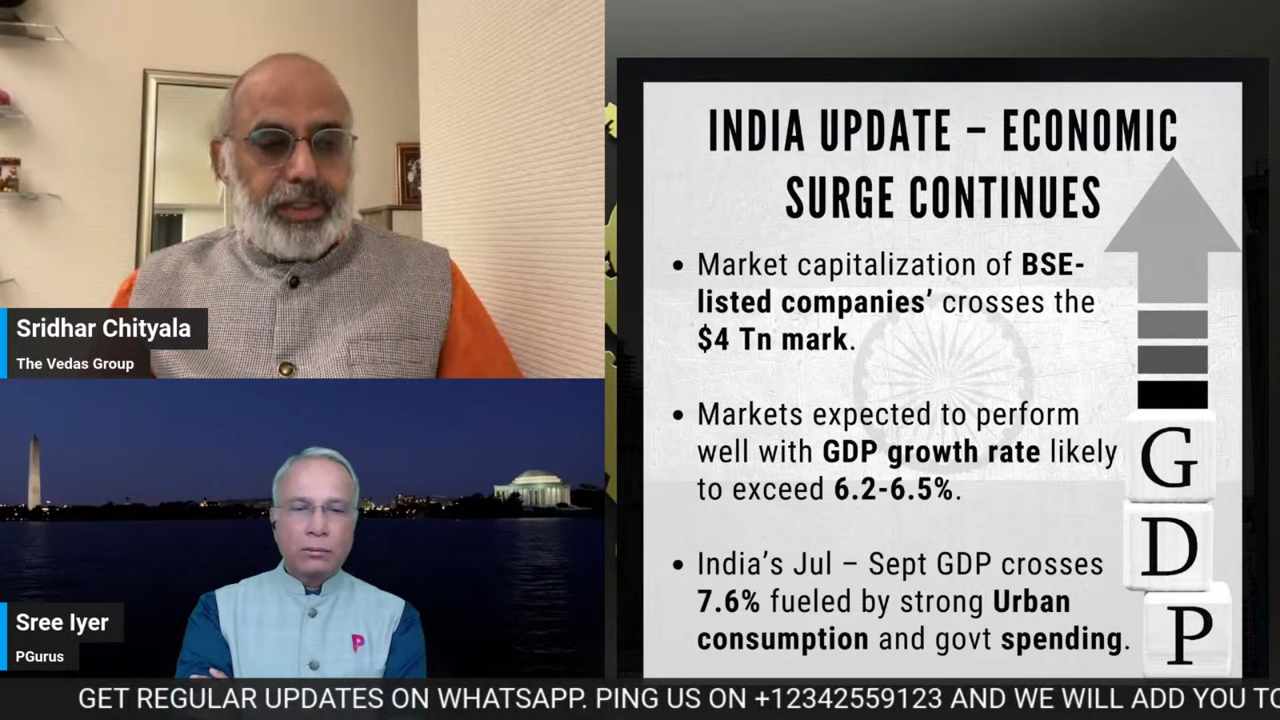 Sridhar Chityala
The Vedas Group
Sree Iyer
PGurus
P
INDIA UPDATE – ECONOMIC
SURGE CONTINUES
• Market capitalization of BSE-
listed companies’ crosses the
$4 Tn mark.
• Markets expected to perform
well with GDP growth rate likely
to exceed 6.2-6.5%.
• India’s Jul – Sept GDP crosses
7.6% fueled by strong Urban
consumption and govt spending.
G
D
P
GET REGULAR UPDATES ON WHATSAPP. PING US ON +12342559123 AND WE WILL ADD YOU TO